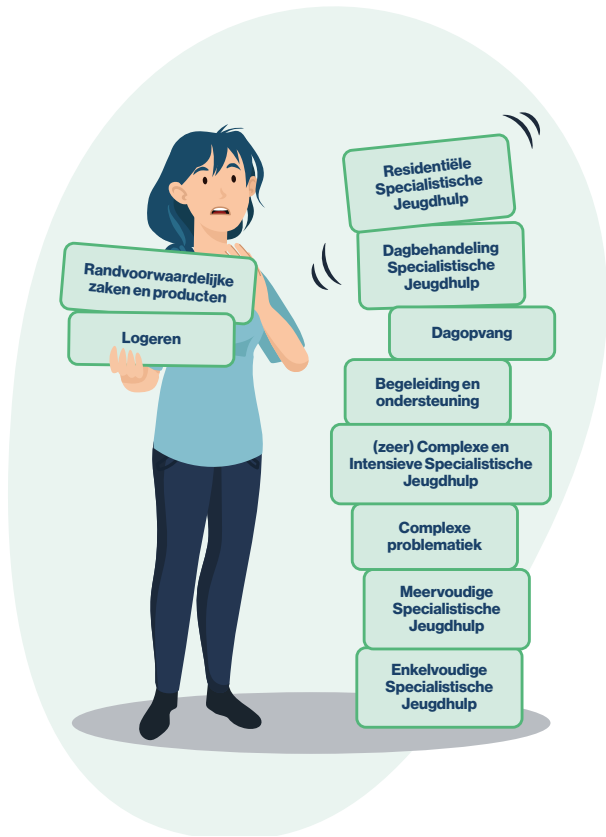 Randvoorwaardelijke
zaken en producten
Logeren
Residentiële
Specialistische
Jeugdhulp
Dagbehandeling
Specialistische
Jeugdhulp
Dagopvang
Begeleiding en
ondersteuning
(zeer) Complexe en
Intensieve Specialistische
Jeugdhulp
Complexe
problematiek
Meervoudige
Specialistische
Jeugdhulp
Enkelvoudige
Specialistische
Jeugdhulp